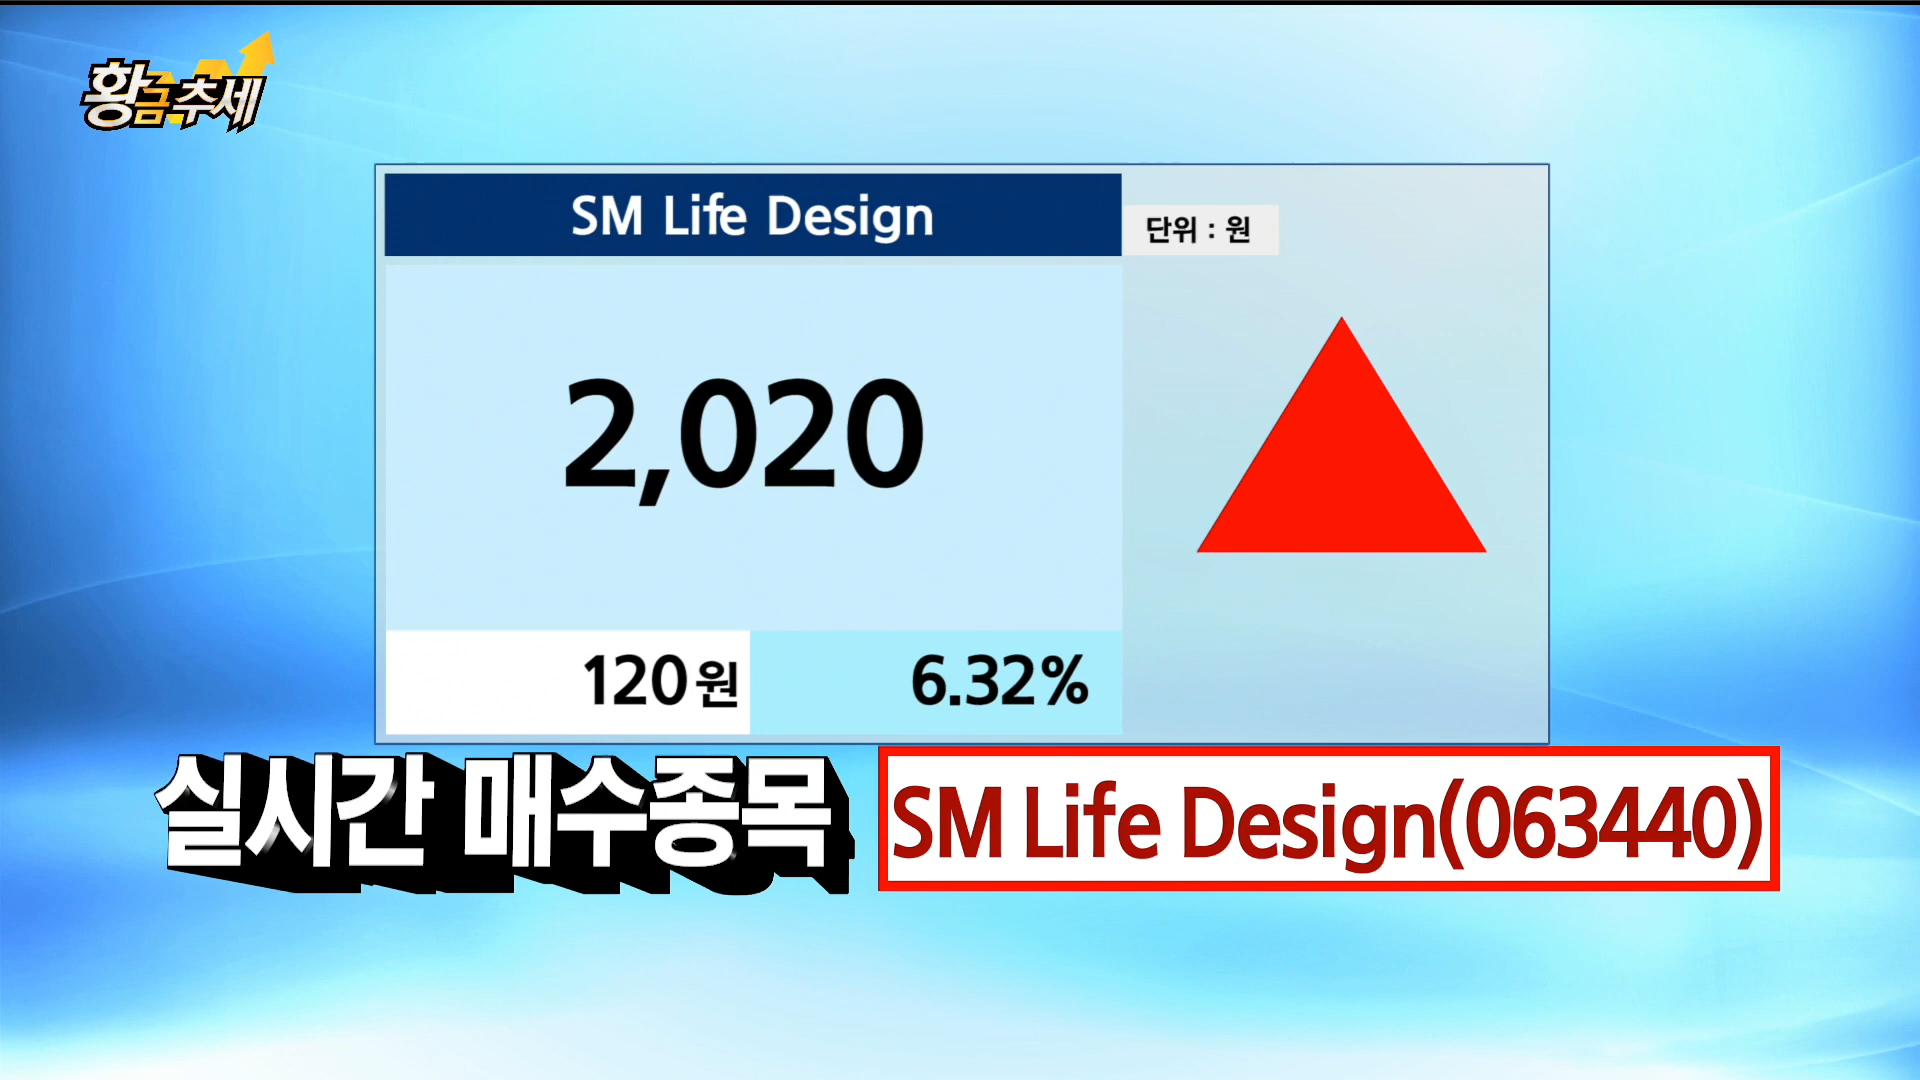 황금추세
SM Life Design
단위 : 원
2,020
120원
6.32%
실시간 매수종목
SM Life Design(063440)